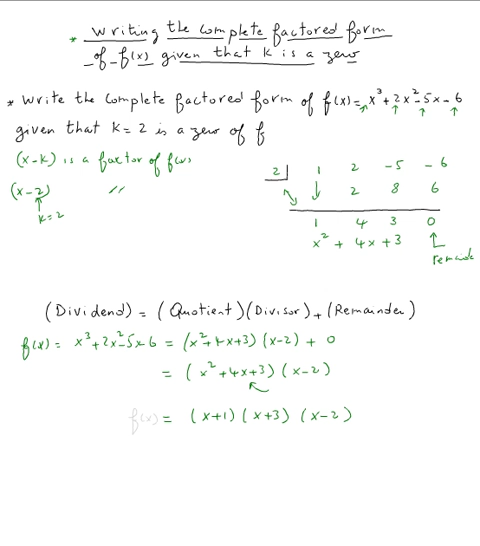 * Writing the complete factored form
of f(x) given that k is a zero
* Write the complete factored form of f(x) = x³ + 2x² - 5x - 6
given that k = 2 is a zero of f
(x-k) is a factor of f(x)
(x-2) "
k=2
2 | 1 2 -5 -6
2 8 6
1 4 3 0
x² + 4x + 3
(Dividend) = (Quotient)(Divisor) + (Remainder)
f(x) = x³+2x²-5x-6 = (x²+4x+3)(x-2) + 0
= (x²+4x+3)(x-2)
f(x) = (x+1)(x+3)(x-2)